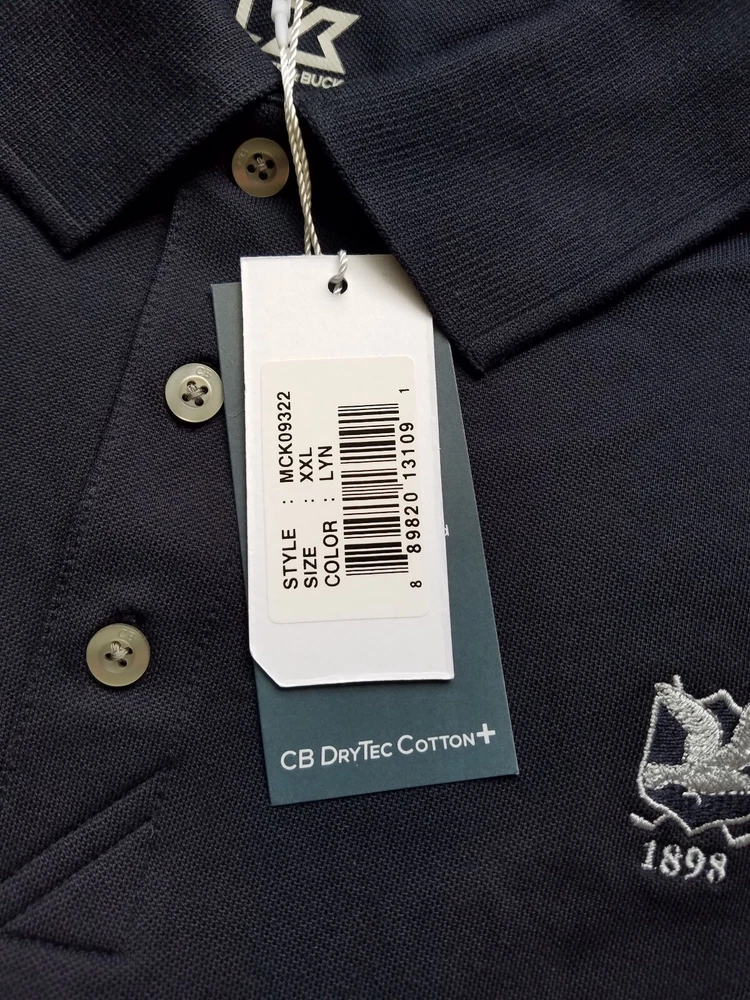 & BUCK
STYLE : MCK09322
SIZE : XXL
COLOR : LYN
8 89820 13109 1
CB DRYTEC COTTON+
1898